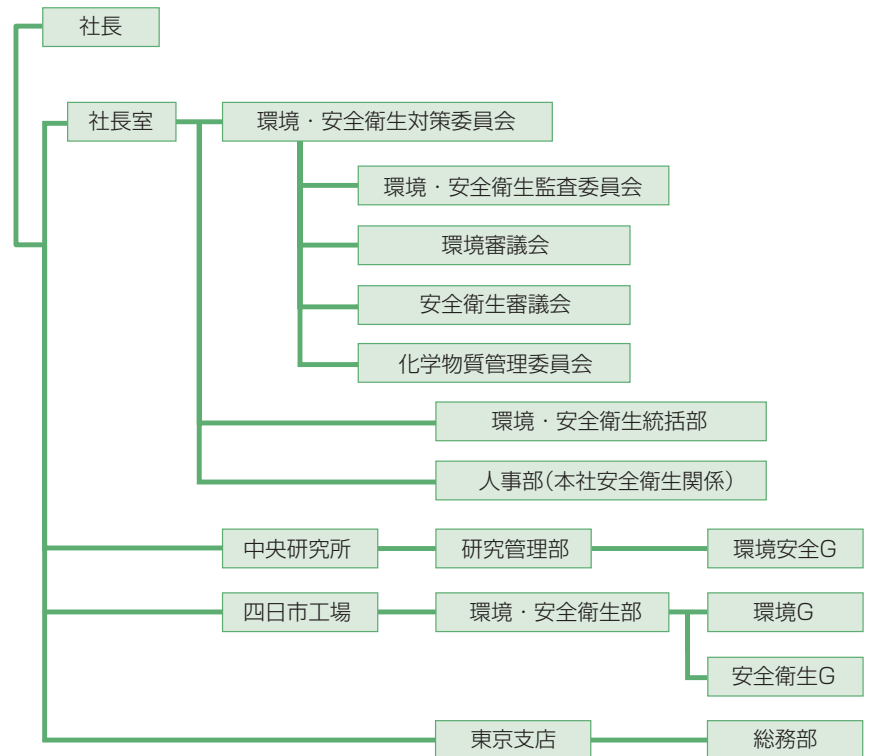 社長
社長室
環境・安全衛生対策委員会
環境・安全衛生監査委員会
環境審議会
安全衛生審議会
化学物質管理委員会
環境・安全衛生統括部
人事部(本社安全衛生関係)
中央研究所
研究管理部
環境安全G
四日市工場
環境・安全衛生部
環境G
安全衛生G
東京支店
総務部